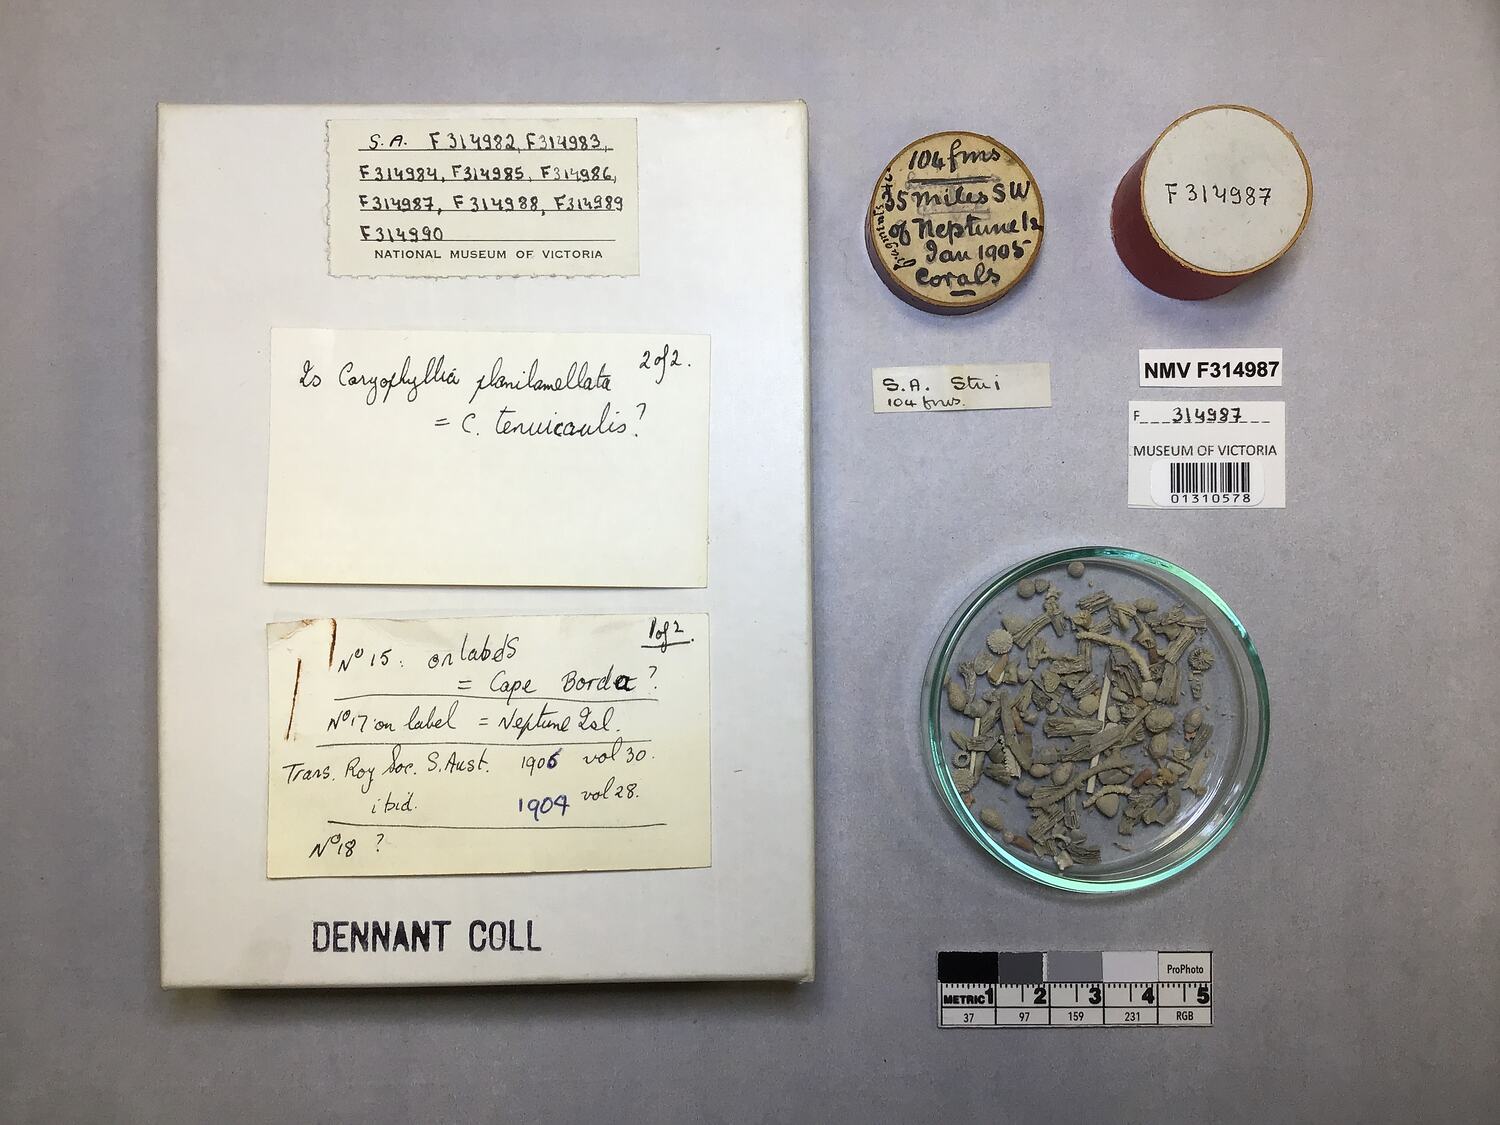 S.A. F314982, F314983,
F314984, F314985, F314986,
F314987, F314988, F314989
F314990
NATIONAL MUSEUM OF VICTORIA
2 of 2.
Is Caryophyllia planilamellata
= C. tenuicaulis?
1 of 2.
No 15: on labels
= Cape Borda ?
No 17 on label = Neptune Isl.
Trans. Roy Soc. S. Aust. 1906 vol 30.
ibid. 1904 vol 28.
No 18 ?
DENNANT COLL
104 fms
35 miles SW
of Neptune Is
Jan 1905
Corals
F314987
S.A. Stn i
104 fms.
NMV F314987
F 314987
MUSEUM OF VICTORIA
01310578
ProPhoto
METRIC 1 2 3 4 5
37 97 159 231 RGB